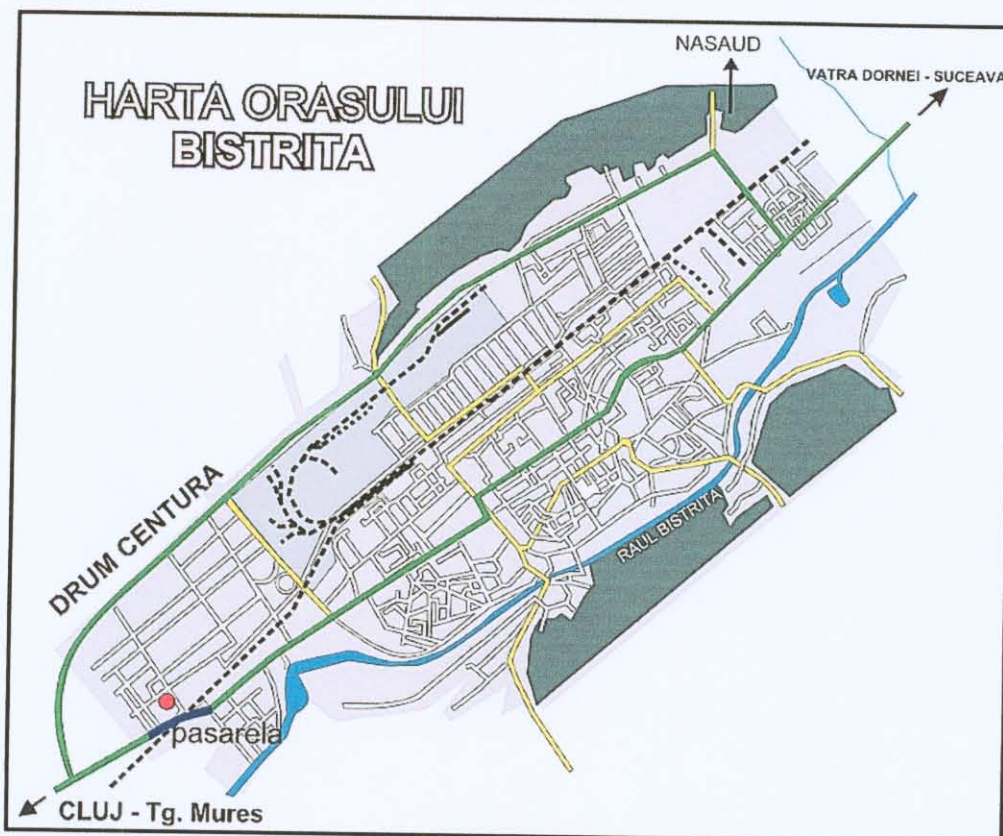 HARTA ORASULUI
BISTRITA
NASAUD
VATRA DORNEI - SUCEAVA
DRUM CENTURA
RAUL BISTRITA
pasarela
CLUJ - Tg. Mures